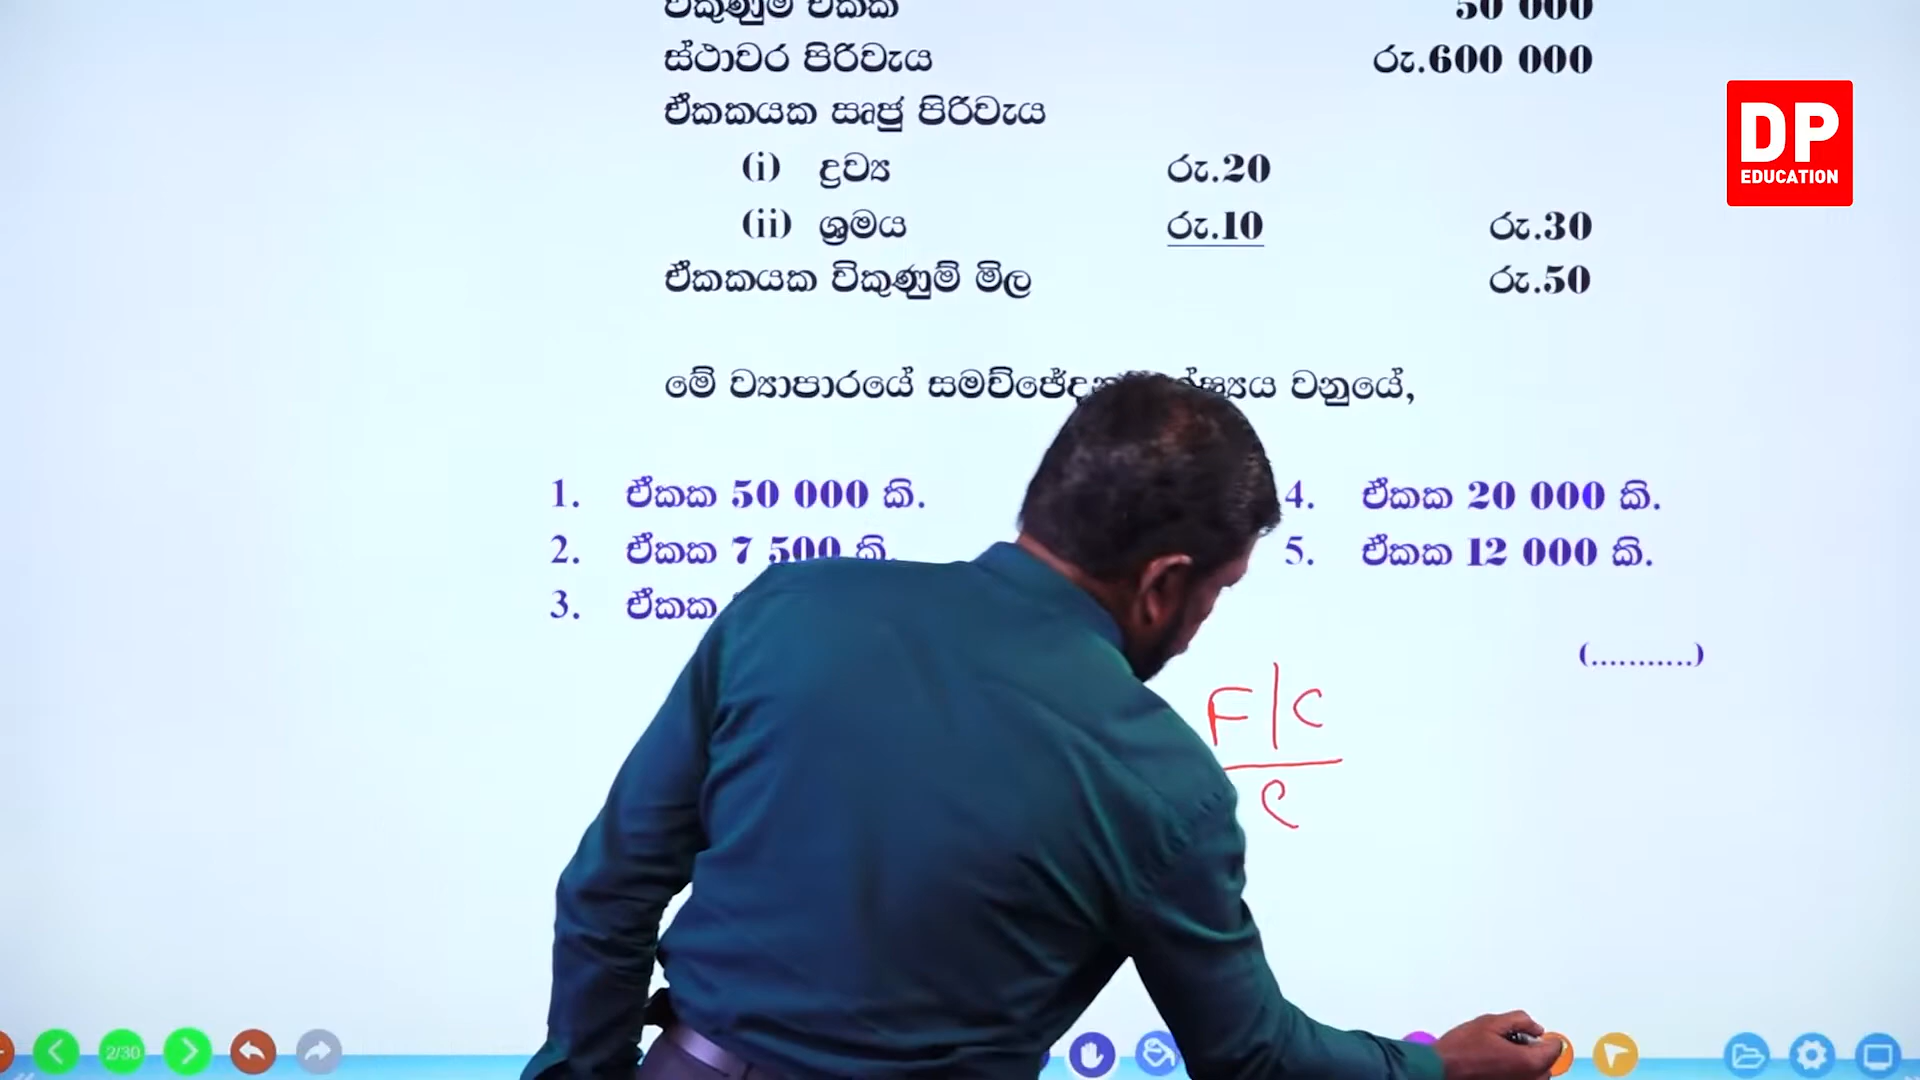 විකුණුම් ඒකක 50 000
ස්ථාවර පිරිවැය රු.600 000
DP
EDUCATION
ඒකකයක ඍජු පිරිවැය
(i) ද්‍රව්‍ය රු.20
(ii) ශ්‍රමය රු.10 රු.30
ඒකකයක විකුණුම් මිල රු.50
මේ ව්‍යාපාරයේ වනුයේ,
1. ඒකක 50 000 කි.
4. ඒකක 20 000 කි.
2. ඒකක 7 500 කි.
5. ඒකක 12 000 කි.
3. ඒකක
(...........)
F|C
C
2/30